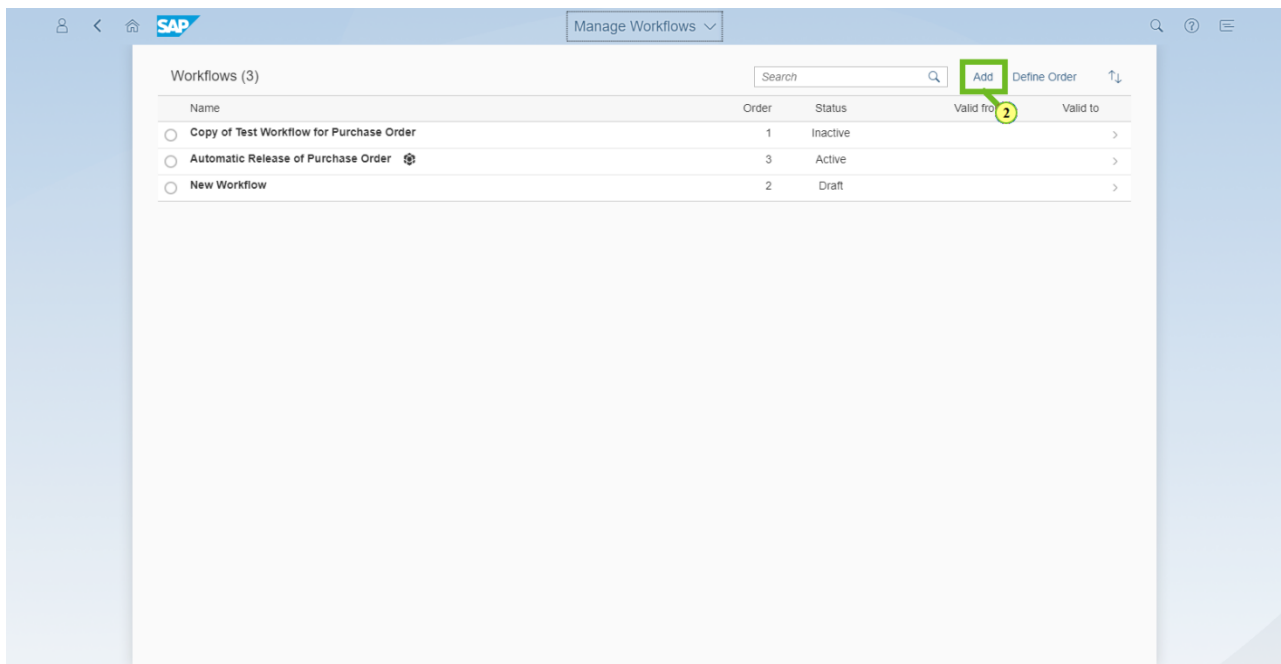 SAP Manage Workflows
Workflows (3) Search Add Define Order
Name Order Status Valid fro 2 Valid to
Copy of Test Workflow for Purchase Order 1 Inactive
Automatic Release of Purchase Order 3 Active
New Workflow 2 Draft